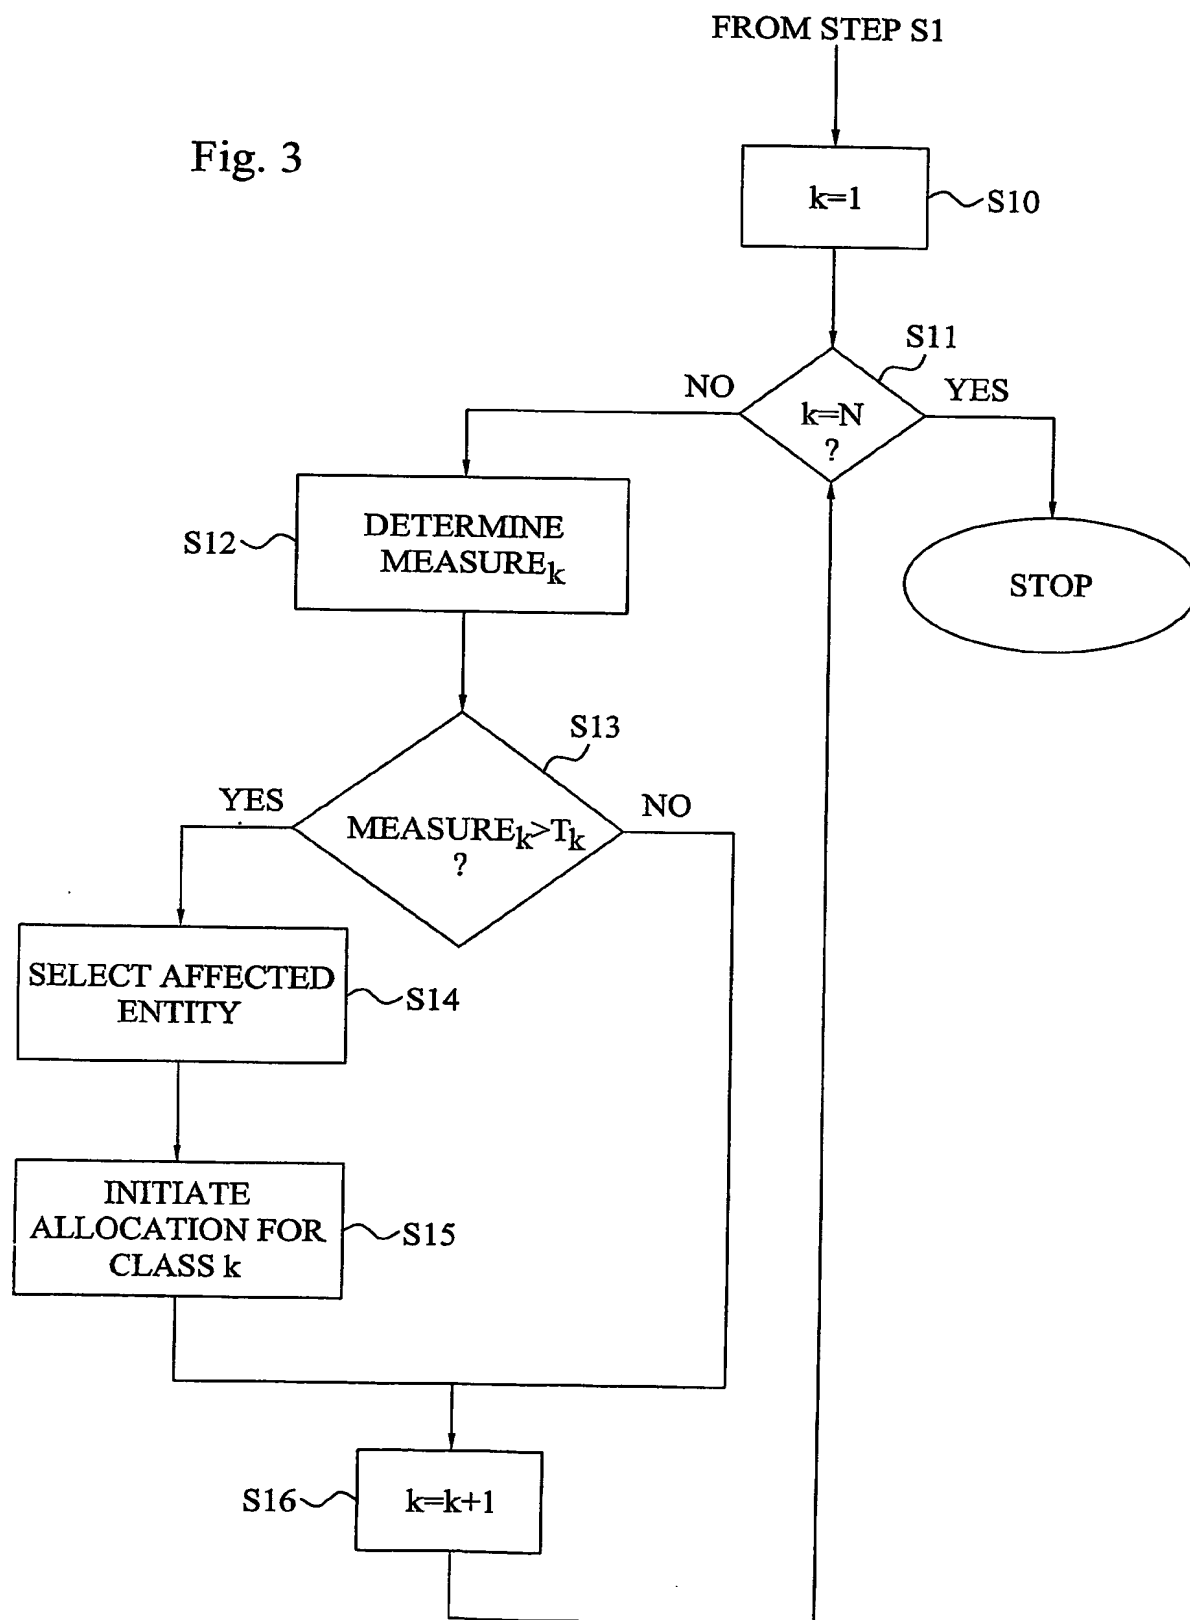 FROM STEP S1
Fig. 3
k=1
S10
S11
NO
YES
k=N
?
S12
DETERMINE
MEASUREk
STOP
S13
YES
NO
MEASUREk>Tk
?
SELECT AFFECTED
ENTITY
S14
INITIATE
ALLOCATION FOR
CLASS k
S15
S16
k=k+1